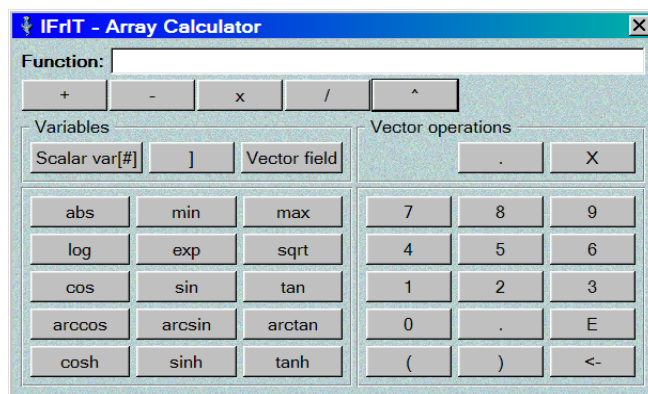 IFrIT - Array Calculator X
Function:
+ - x / ^
Variables Vector operations
Scalar var[#] ] Vector field . X
abs min max 7 8 9
log exp sqrt 4 5 6
cos sin tan 1 2 3
arccos arcsin arctan 0 . E
cosh sinh tanh ( ) <-